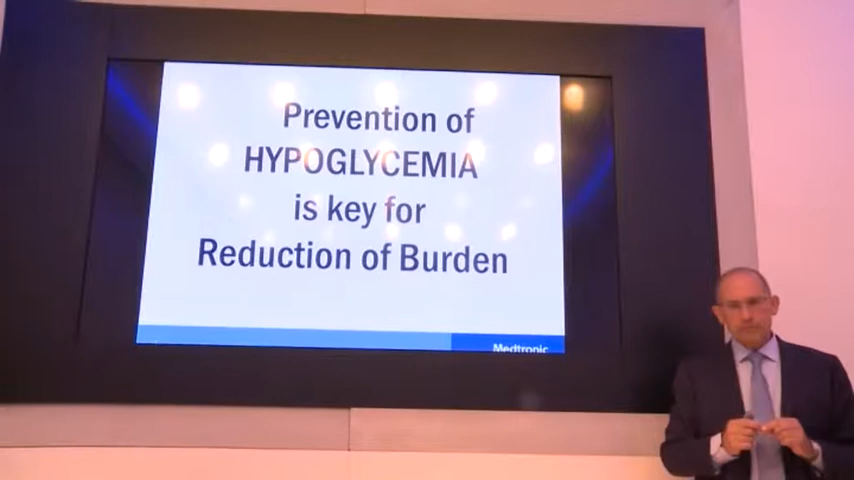 Prevention of
HYPOGLYCEMIA
is key for
Reduction of Burden
Medtronic